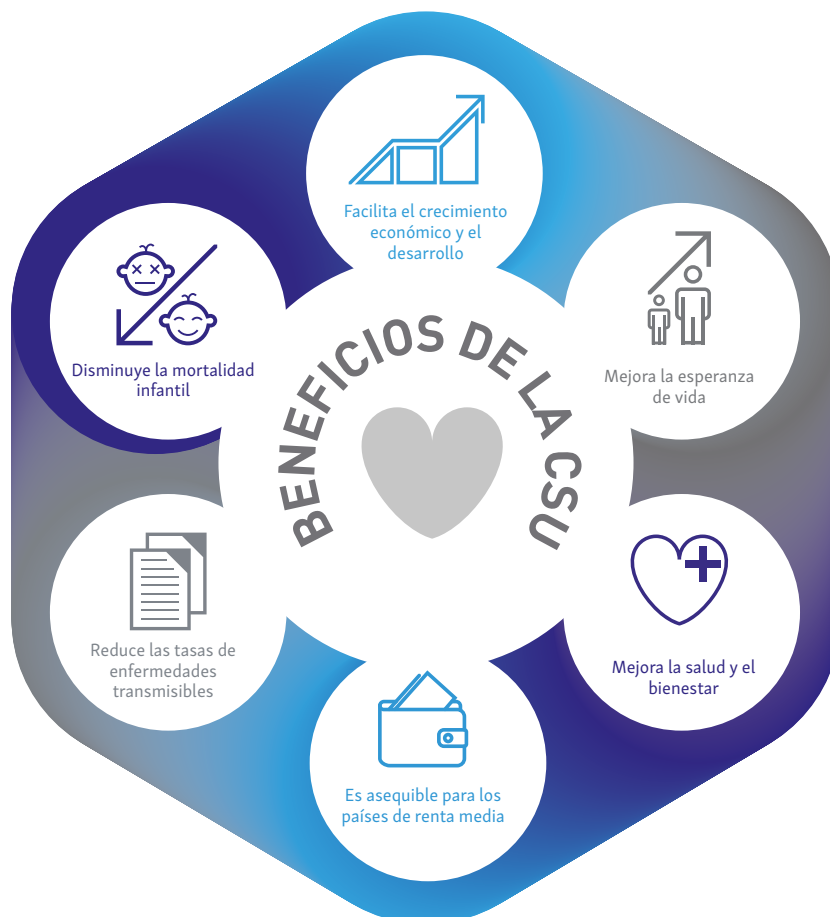 Facilita el crecimiento
económico y el
desarrollo
Disminuye la mortalidad
infantil
Mejora la esperanza
de vida
BENEFICIOS DE LA CSU
Reduce las tasas de
enfermedades
transmisibles
Mejora la salud y el
bienestar
Es asequible para los
países de renta media